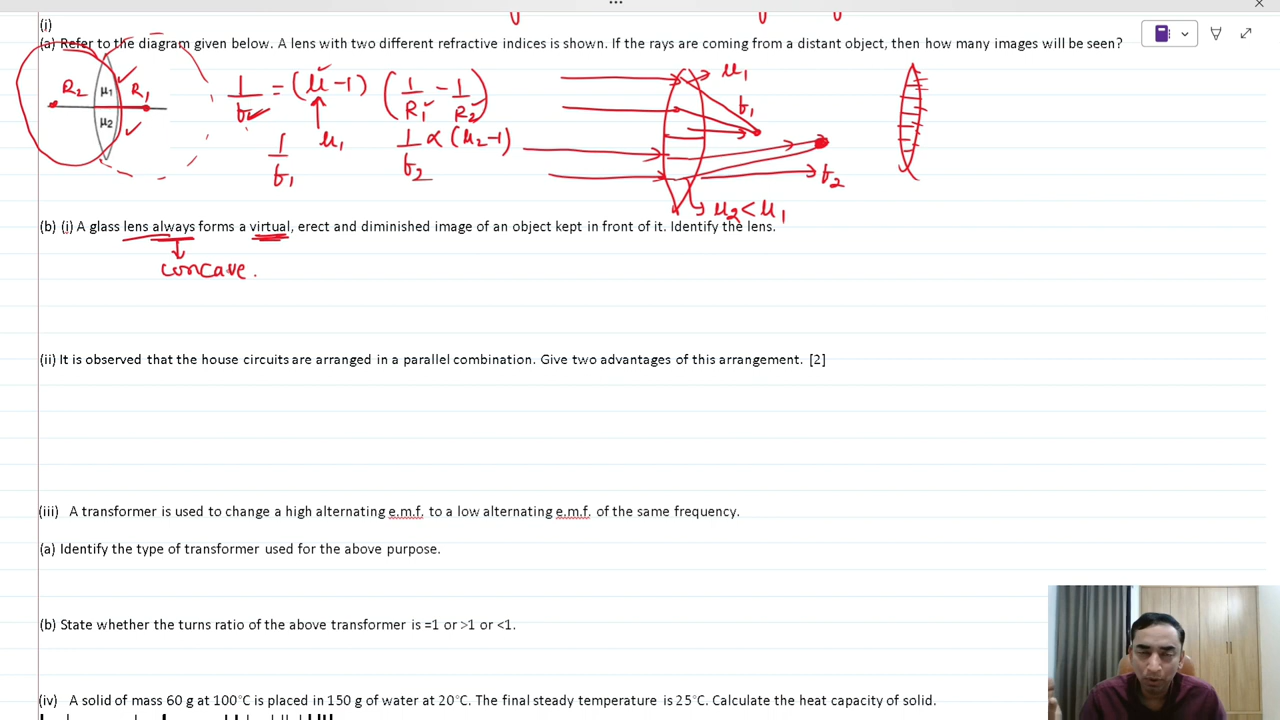 (i)
(a) Refer to the diagram given below. A lens with two different refractive indices is shown. If the rays are coming from a distant object, then how many images will be seen?
R2 μ1 R1
μ2
1/f = (μ-1) (1/R1 - 1/R2)
μ1
1/f1
1/f2 ∝ (μ2-1)
μ1
f1
f2
μ2 < μ1
(b) (i) A glass lens always forms a virtual, erect and diminished image of an object kept in front of it. Identify the lens.
concave.
(ii) It is observed that the house circuits are arranged in a parallel combination. Give two advantages of this arrangement. [2]
(iii) A transformer is used to change a high alternating e.m.f. to a low alternating e.m.f. of the same frequency.
(a) Identify the type of transformer used for the above purpose.
(b) State whether the turns ratio of the above transformer is =1 or >1 or <1.
(iv) A solid of mass 60 g at 100°C is placed in 150 g of water at 20°C. The final steady temperature is 25°C. Calculate the heat capacity of solid.